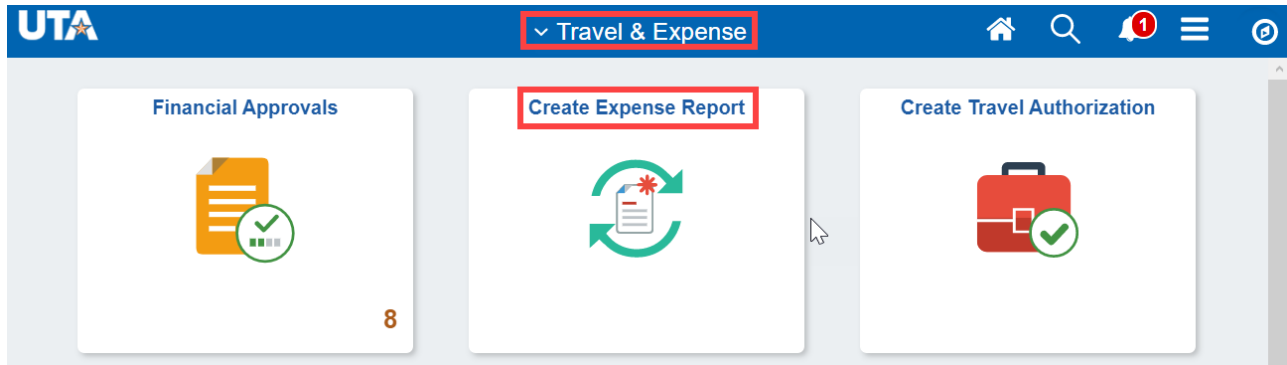 UTA
Travel & Expense
1
Financial Approvals
Create Expense Report
Create Travel Authorization
8